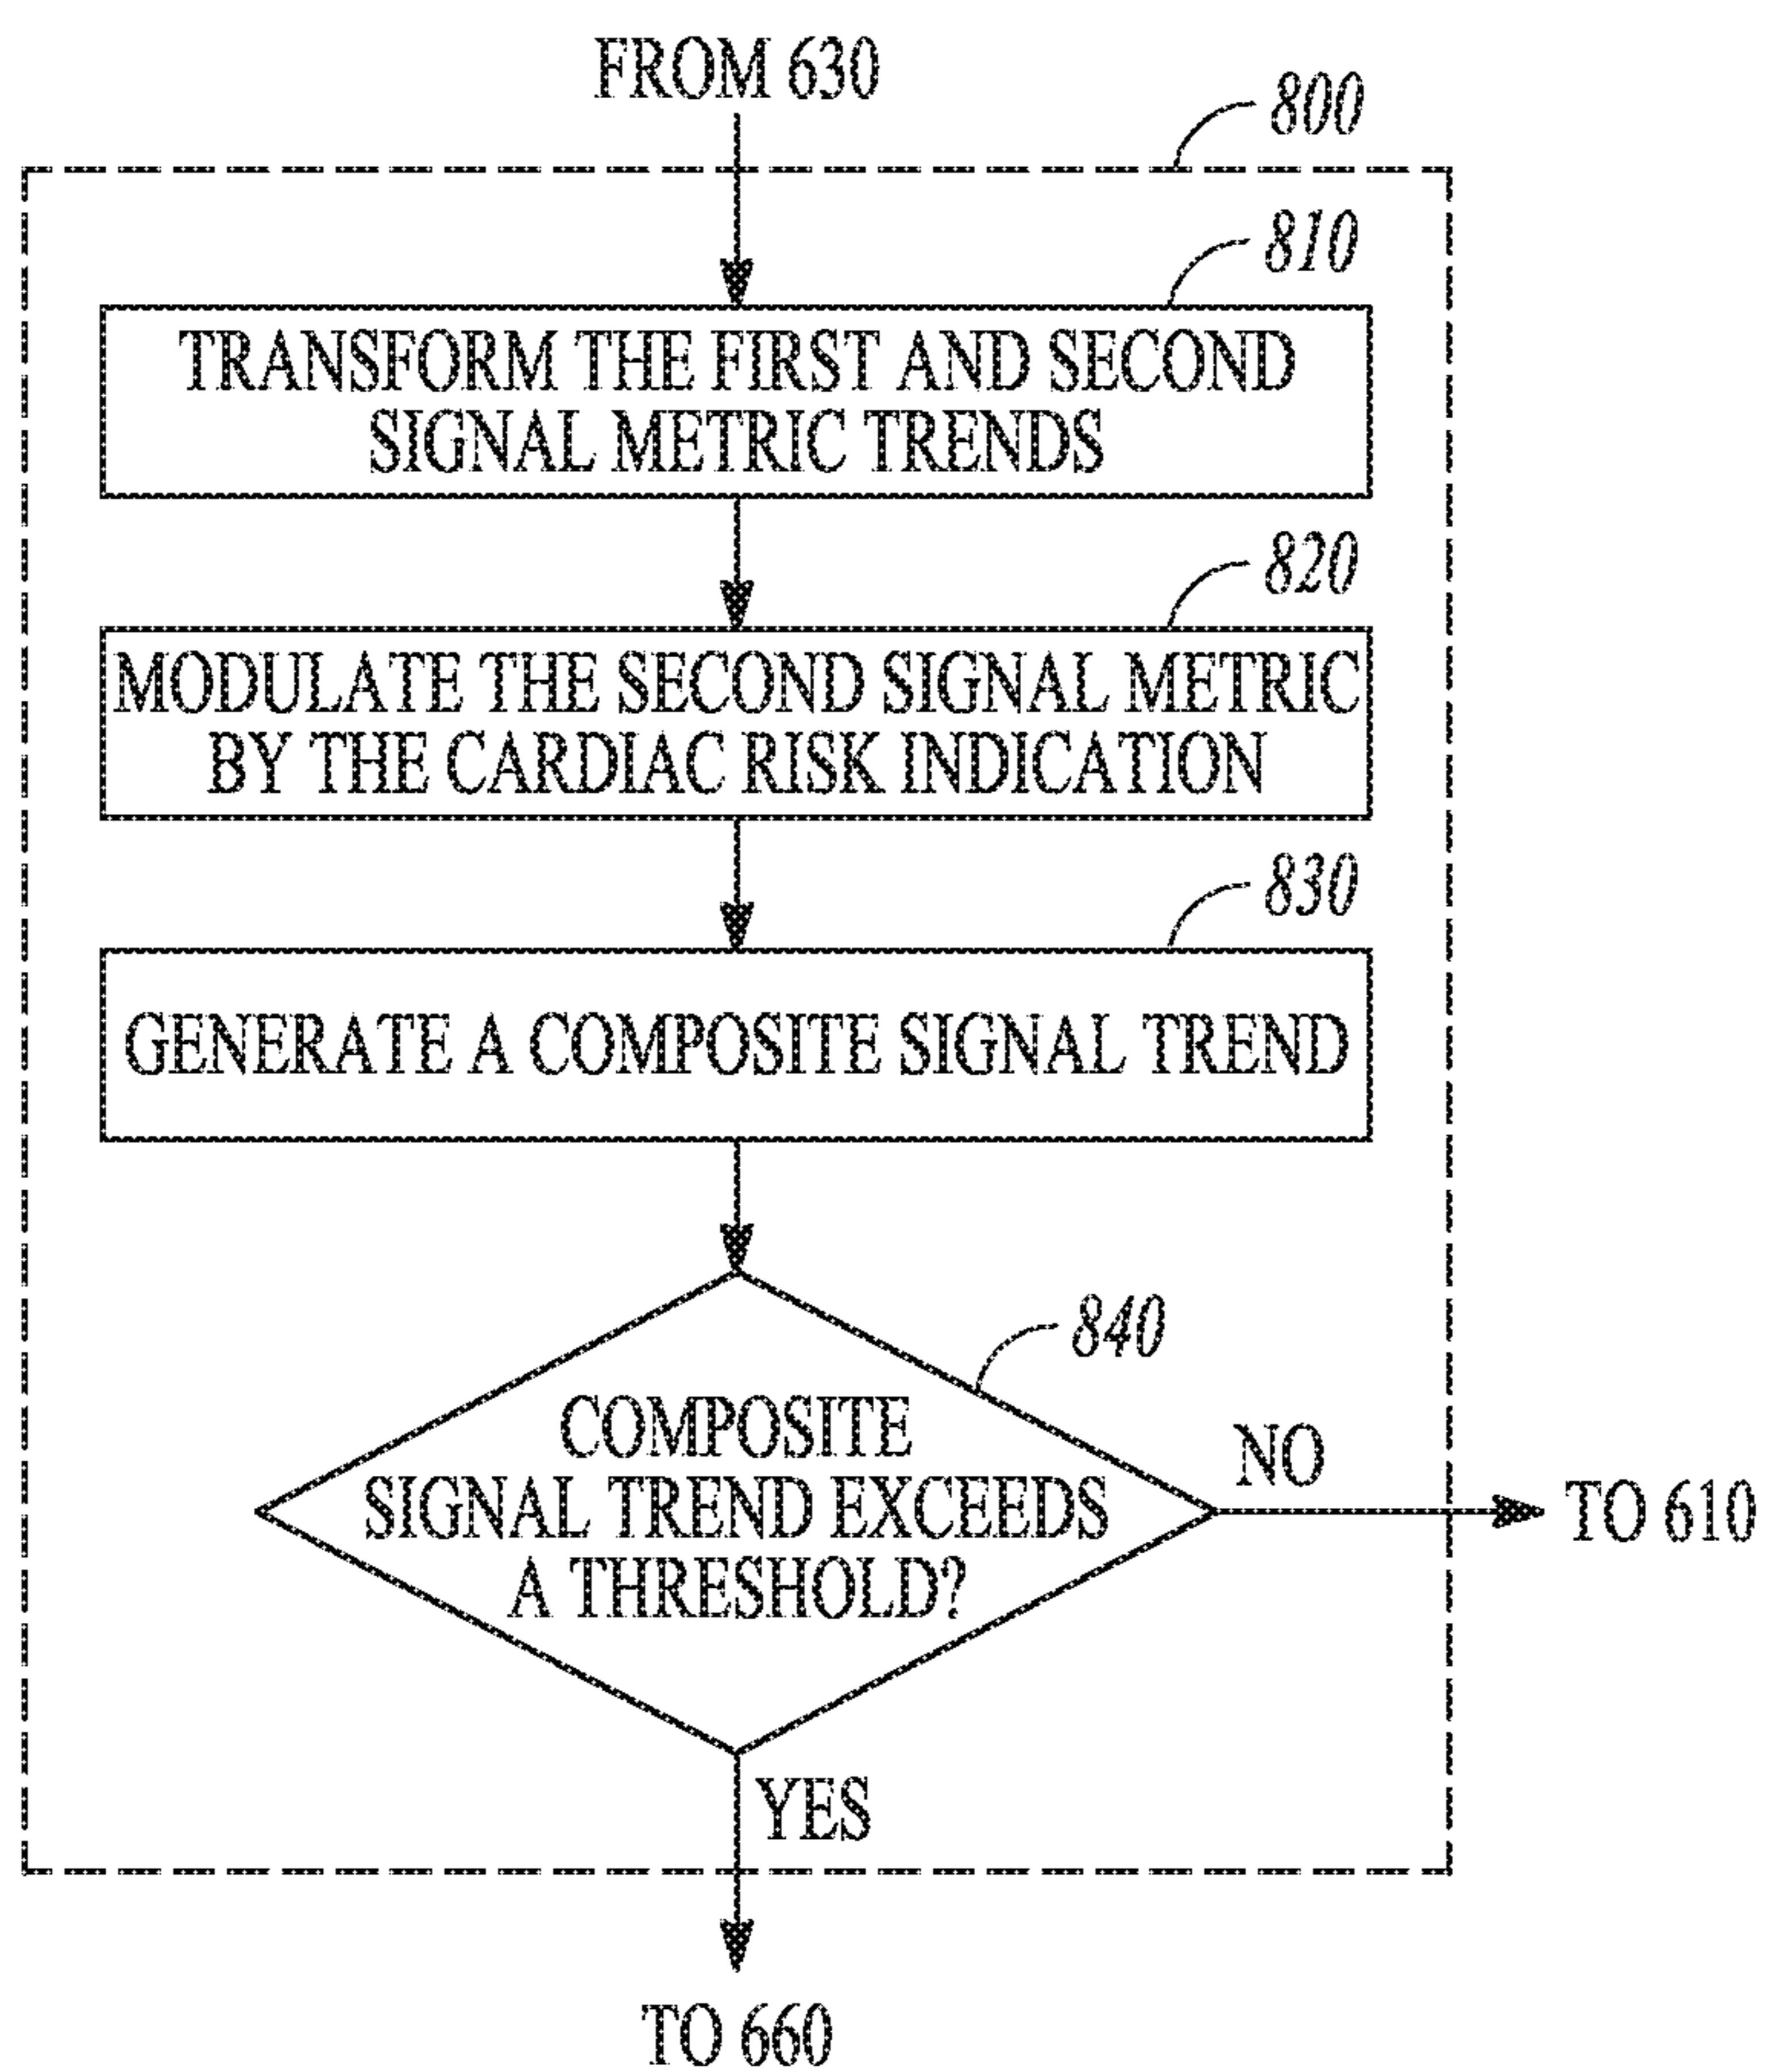 FROM 630
800
810
TRANSFORM THE FIRST AND SECOND
SIGNAL METRIC TRENDS
820
MODULATE THE SECOND SIGNAL METRIC
BY THE CARDIAC RISK INDICATION
830
GENERATE A COMPOSITE SIGNAL TREND
840
COMPOSITE
SIGNAL TREND EXCEEDS
A THRESHOLD?
NO
TO 610
YES
TO 660